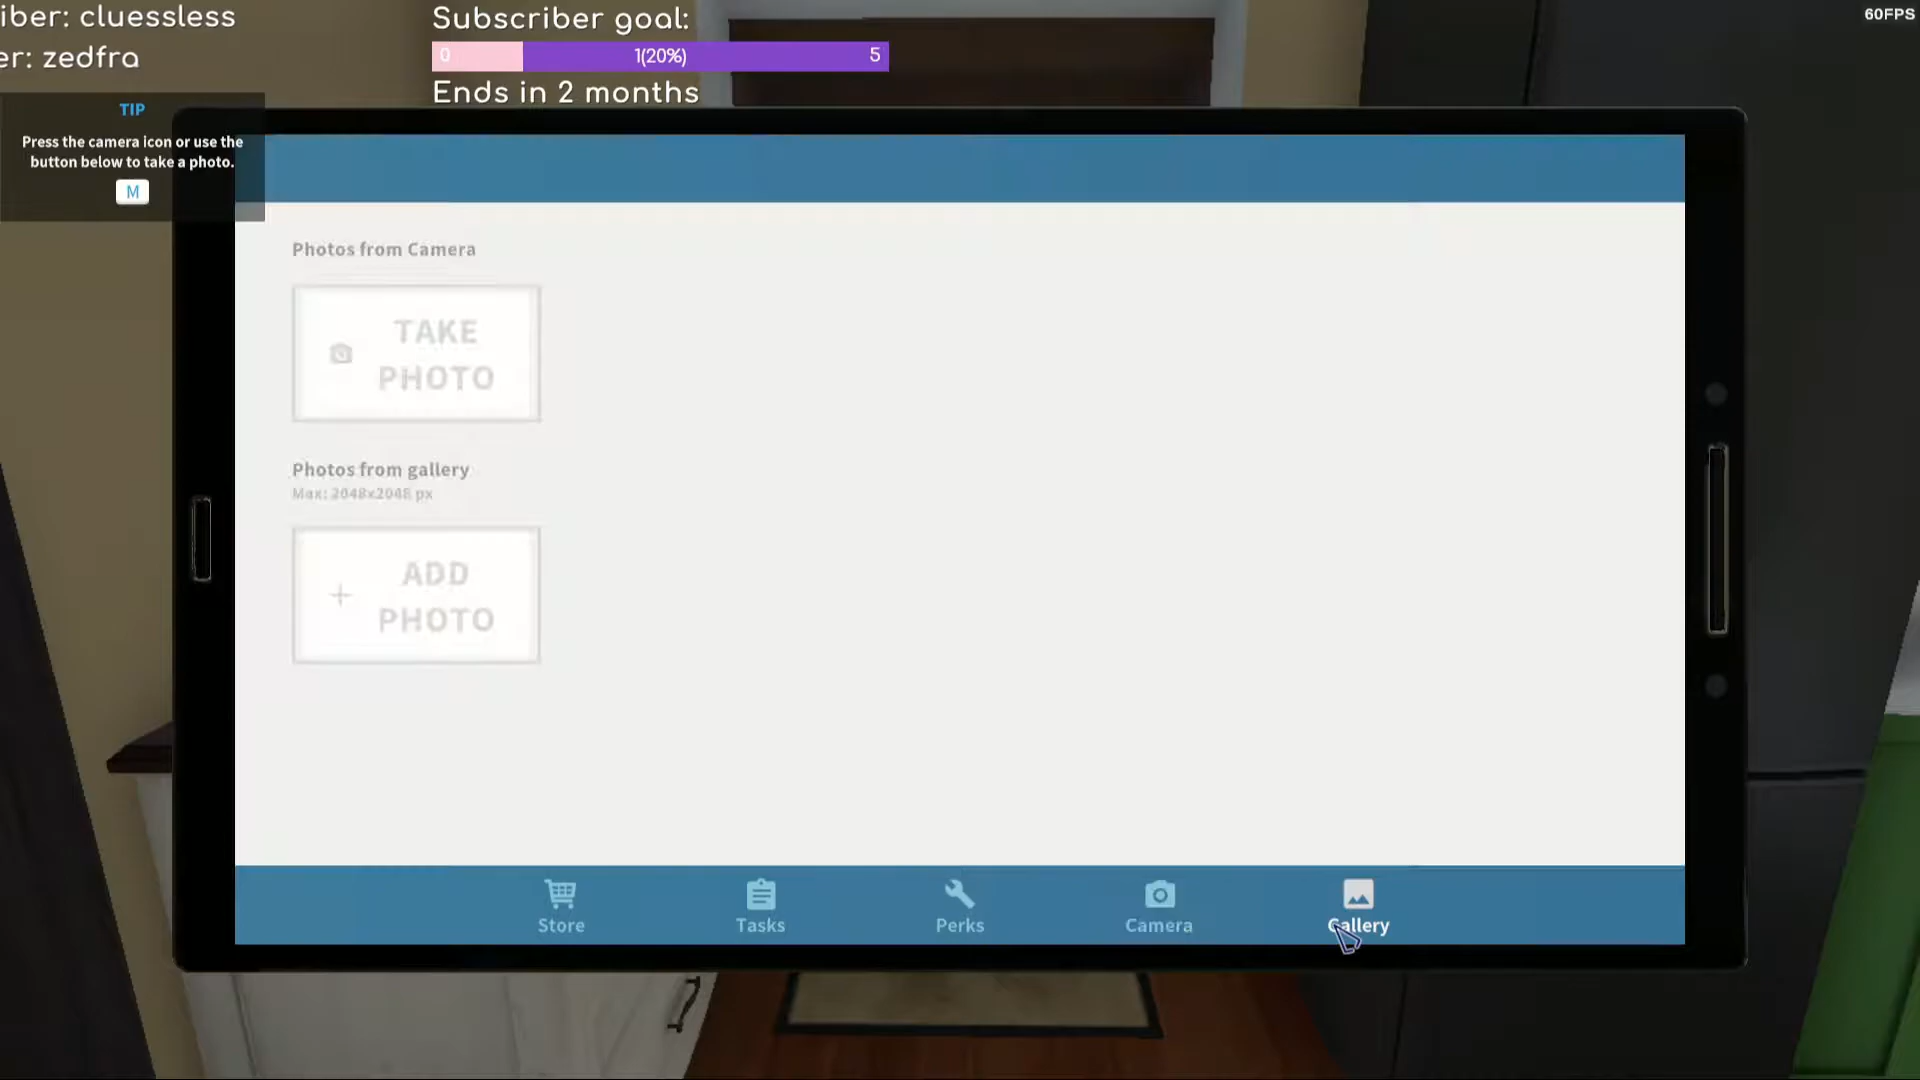 iber: cluessless
er: zedfra
Subscriber goal:
0 1(20%) 5
Ends in 2 months
60FPS
TIP
Press the camera icon or use the
button below to take a photo.
M
Photos from Camera
TAKE
PHOTO
Photos from gallery
Max: 2048x2048 px
ADD
PHOTO
Store
Tasks
Perks
Camera
Gallery